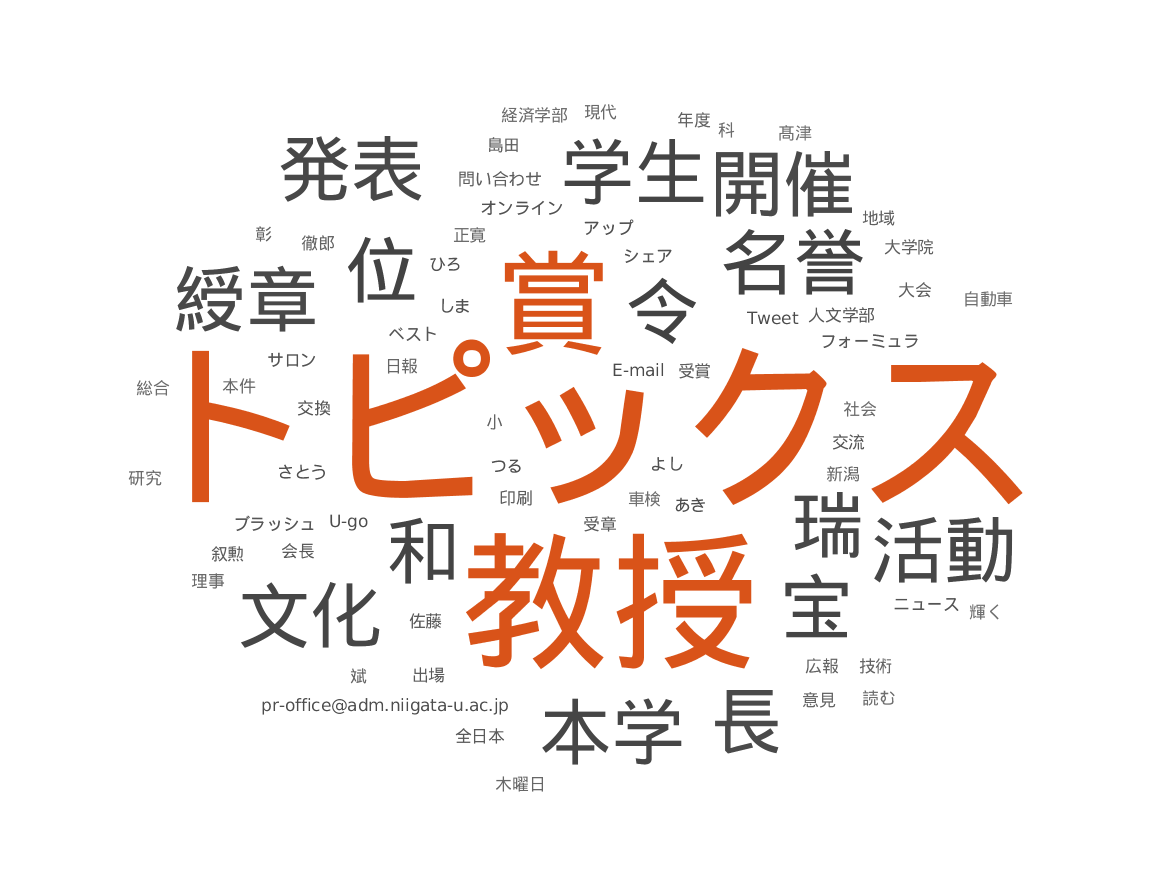 経済学部 現代
年度
科 髙津
島田
発表
学生
開催
問い合わせ
オンライン
アップ
地域
彰
徹郎
正寛
大学院
シェア
名誉
ひろ
位
綬章
賞
令
大会
自動車
しま
Tweet
人文学部
ベスト
フォーミュラ
サロン
日報
E-mail
受賞
トピックス
総合
本件
交換
社会
小
交流
つる
よし
さとう
新潟
研究
印刷
車検
あき
ブラッシュ
U-go
受章
瑞
活動
和
叙勲
会長
教授
理事
宝
文化
ニュース
輝く
佐藤
広報
技術
斌
出場
意見
読む
pr-office@adm.niigata-u.ac.jp
本学
長
全日本
木曜日